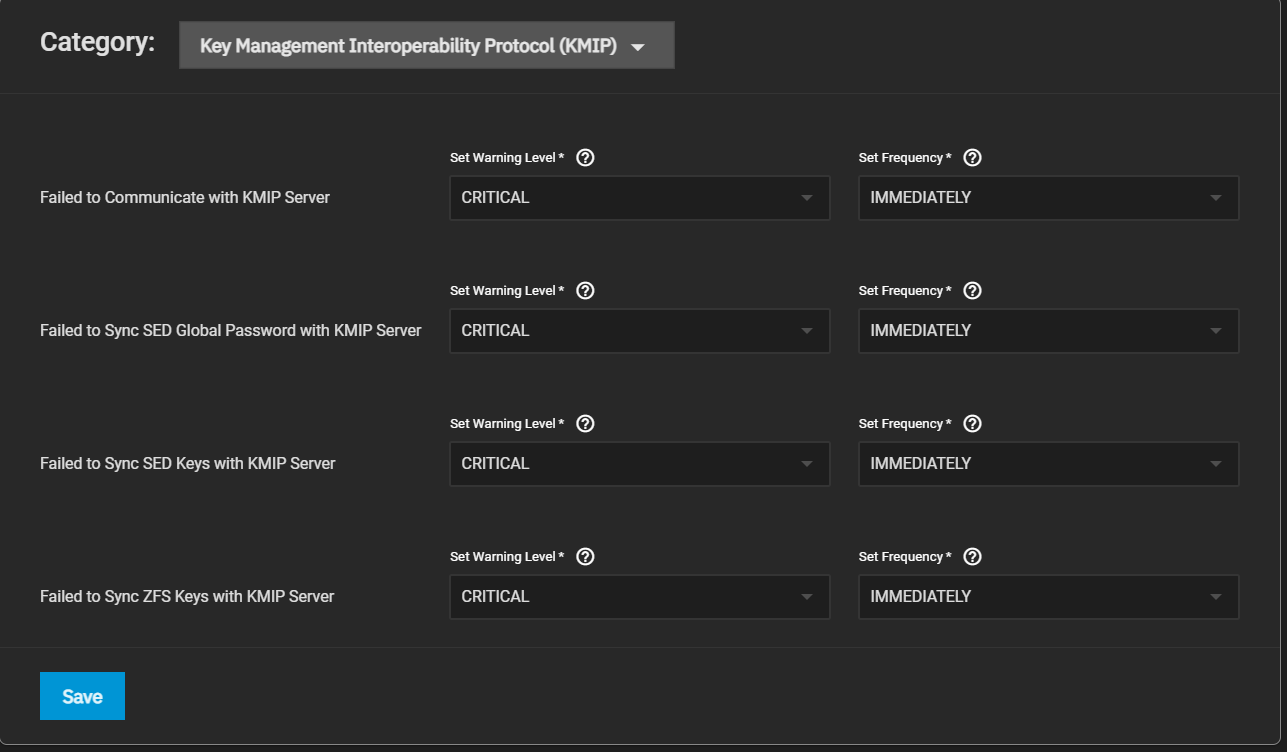 Category: Key Management Interoperability Protocol (KMIP)
Set Warning Level * Set Frequency *
Failed to Communicate with KMIP Server CRITICAL IMMEDIATELY
Set Warning Level * Set Frequency *
Failed to Sync SED Global Password with KMIP Server CRITICAL IMMEDIATELY
Set Warning Level * Set Frequency *
Failed to Sync SED Keys with KMIP Server CRITICAL IMMEDIATELY
Set Warning Level * Set Frequency *
Failed to Sync ZFS Keys with KMIP Server CRITICAL IMMEDIATELY
Save